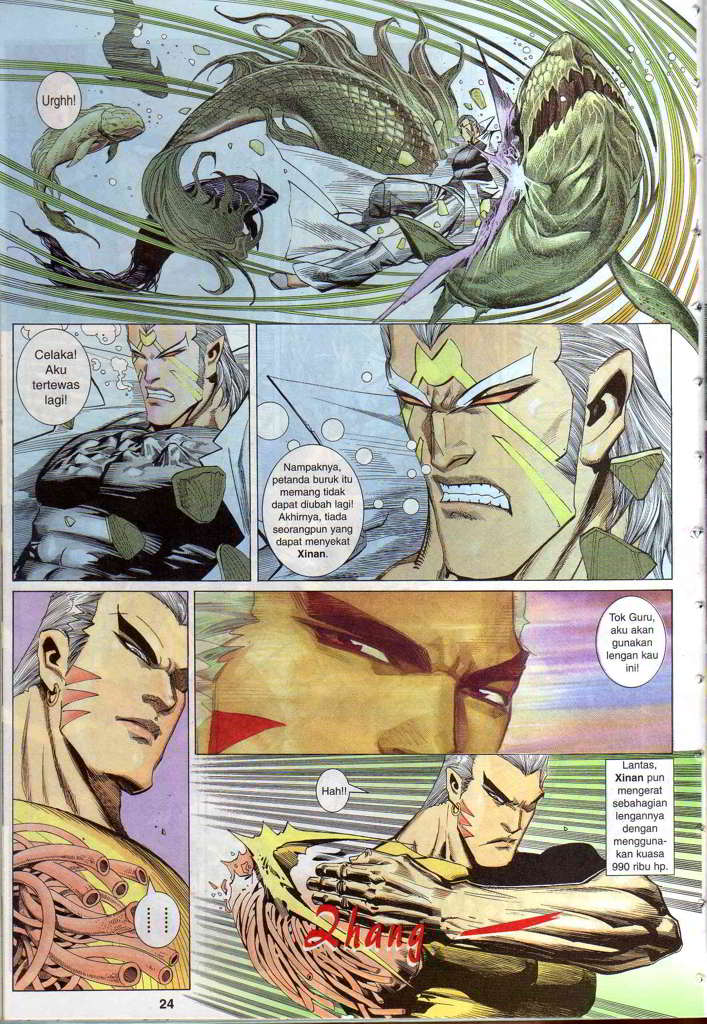 Urghh!
Celaka!
Aku
tertewas
lagi!
Nampaknya,
petanda buruk itu
memang tidak
dapat diubah lagi!
Akhirnya, tiada
seorangpun yang
dapat menyekat
Xinan.
Tok Guru,
aku akan
gunakan
lengan kau
ini!
Lantas,
Xinan pun
mengerat
sebahagian
lengannya
dengan
mengguna-
kan kuasa
990 ribu hp.
Hah!!
2hang
24